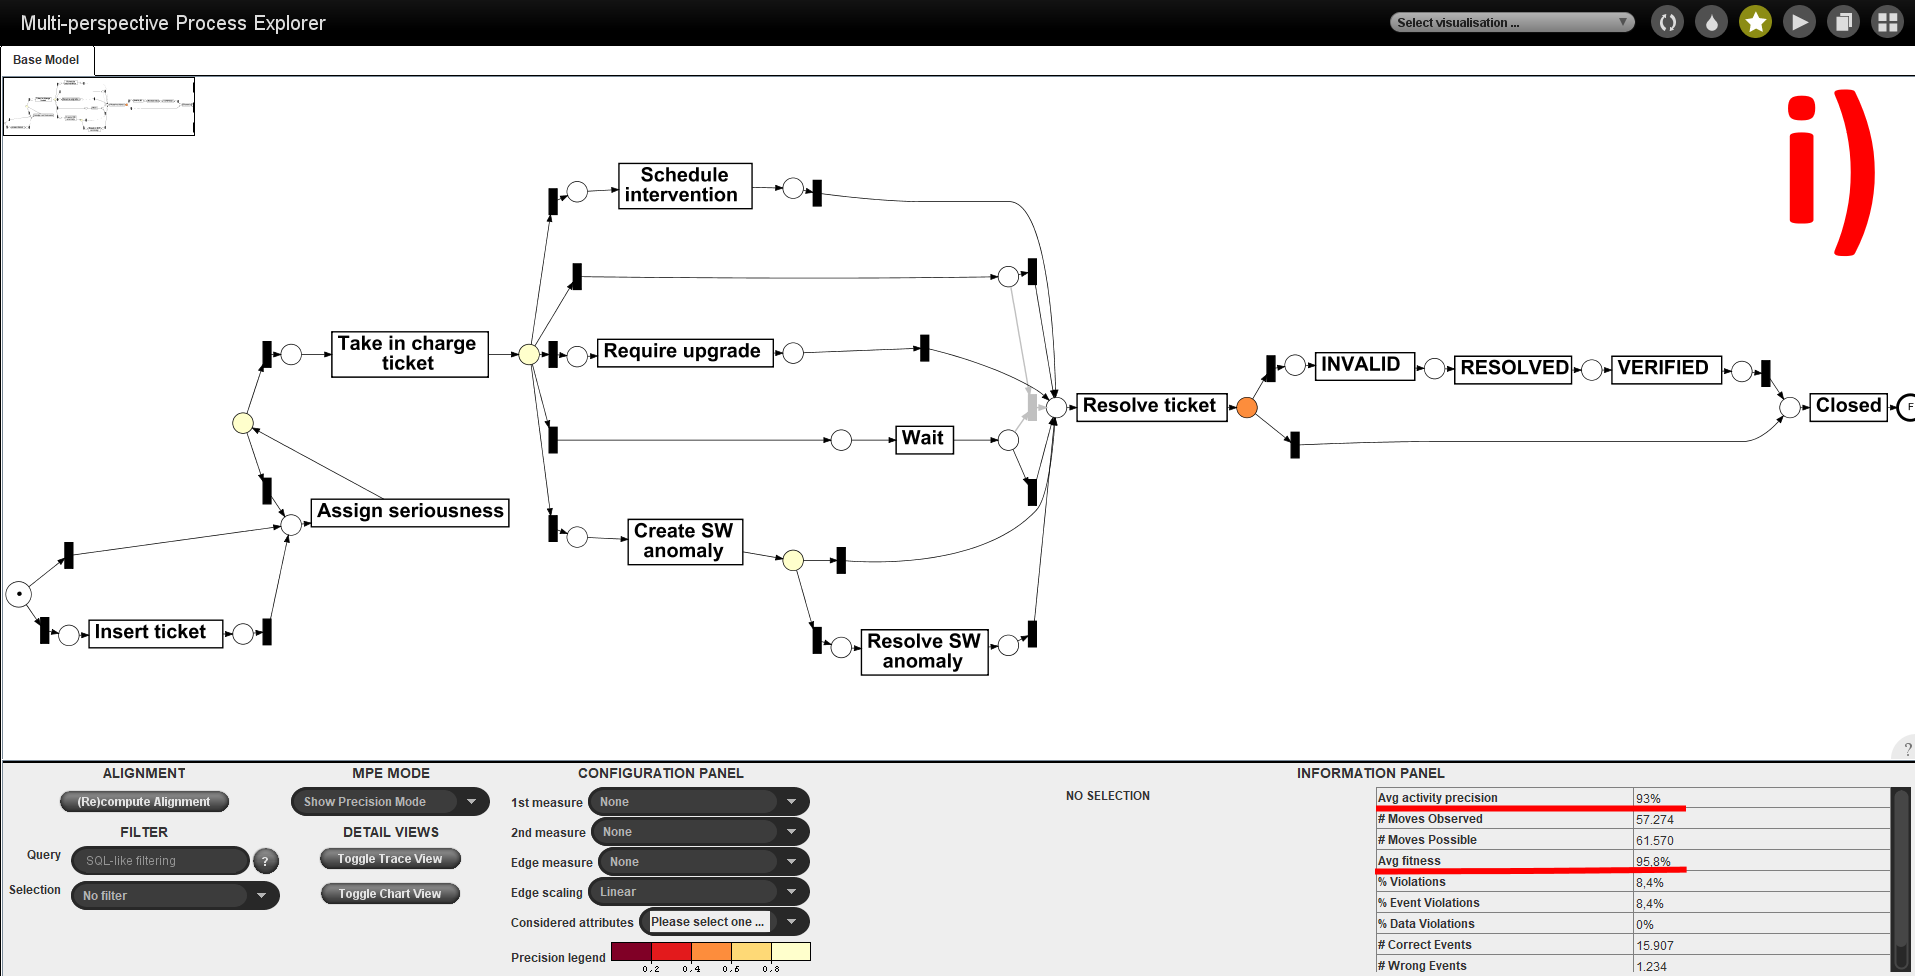 Multi-perspective Process Explorer
Select visualisation ...
Base Model
i)
Schedule
intervention
Take in charge
ticket
Require upgrade
INVALID
RESOLVED
VERIFIED
Resolve ticket
Closed
F
Wait
Assign seriousness
Create SW
anomaly
Insert ticket
Resolve SW
anomaly
?
ALIGNMENT
(Re)compute Alignment
FILTER
Query
SQL-like filtering
?
Selection
No filter
MPE MODE
Show Precision Mode
DETAIL VIEWS
Toggle Trace View
Toggle Chart View
CONFIGURATION PANEL
1st measure
None
2nd measure
None
Edge measure
None
Edge scaling
Linear
Considered attributes
Please select one ...
Precision legend
0.2 0.4 0.6 0.8
NO SELECTION
INFORMATION PANEL
Avg activity precision 93%
# Moves Observed 57.274
# Moves Possible 61.570
Avg fitness 95,8%
% Violations 8,4%
% Event Violations 8,4%
% Data Violations 0%
# Correct Events 15.907
# Wrong Events 1.234